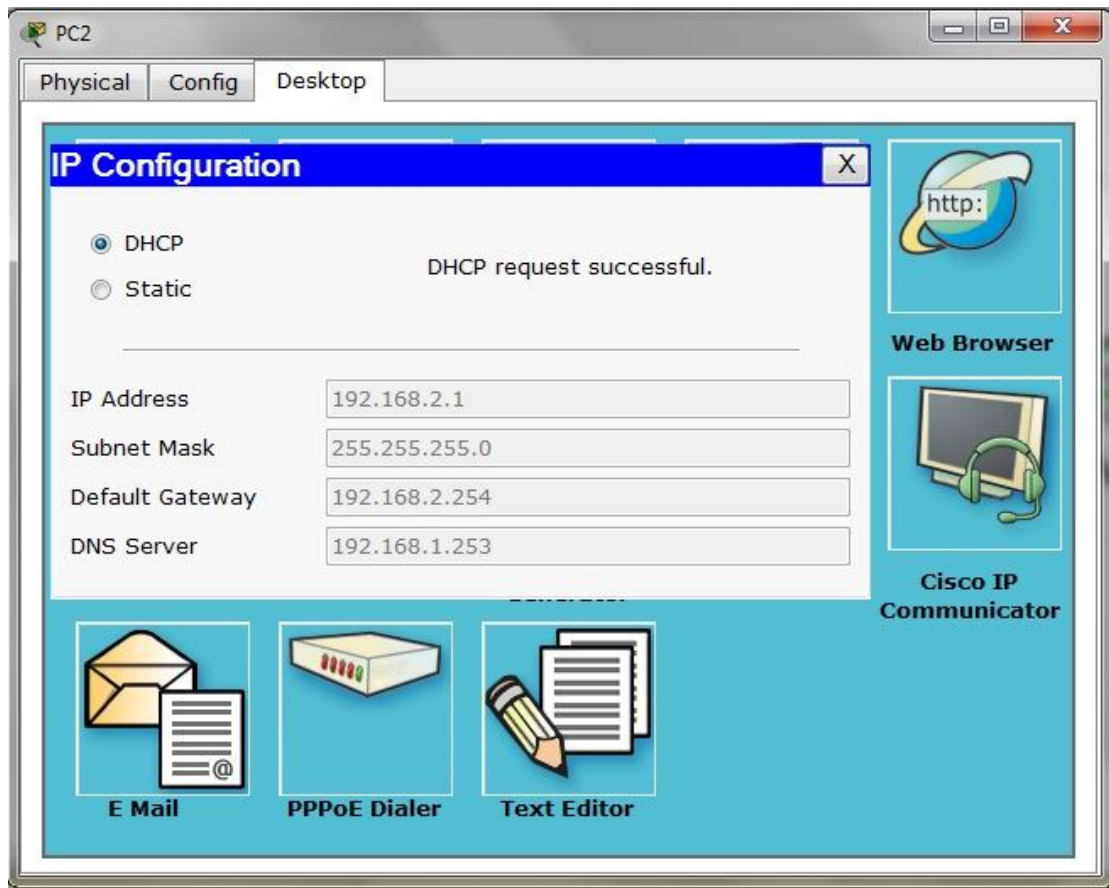 PC2
Physical Config Desktop
IP Configuration X
DHCP
DHCP request successful.
Static
http:
Web Browser
IP Address 192.168.2.1
Subnet Mask 255.255.255.0
Default Gateway 192.168.2.254
DNS Server 192.168.1.253
Cisco IP
Communicator
@
E Mail PPPoE Dialer Text Editor